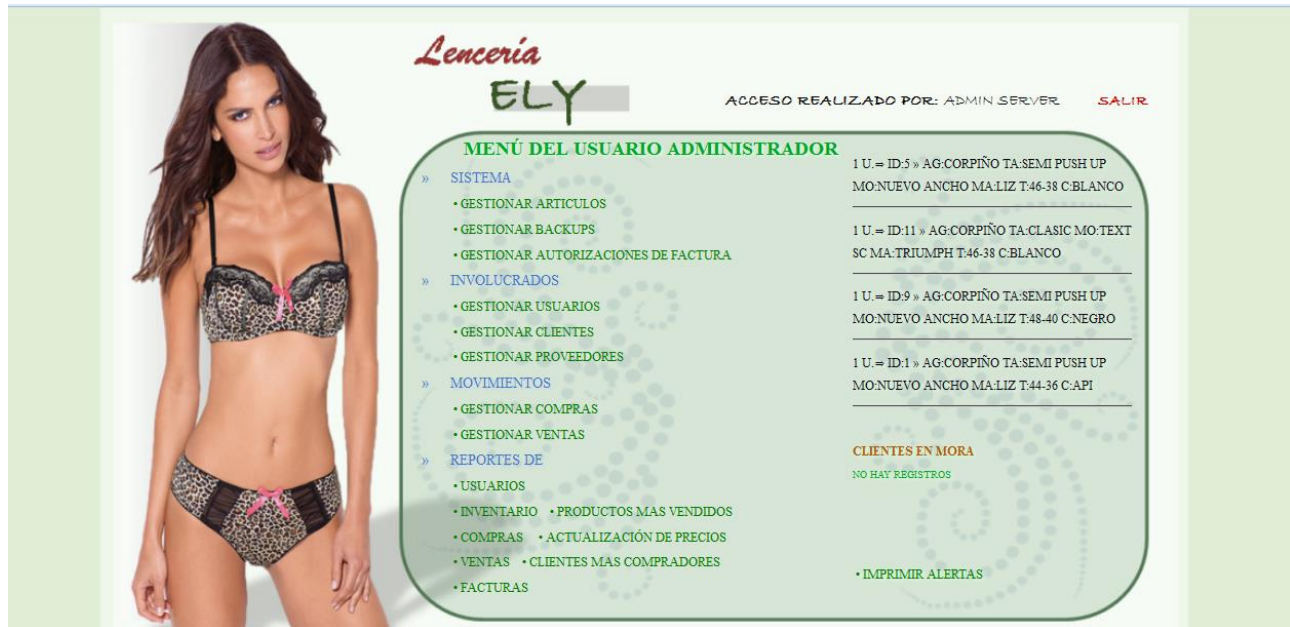 Lencería
ELY
ACCESO REALIZADO POR: ADMIN SERVER SALIR
MENÚ DEL USUARIO ADMINISTRADOR
» SISTEMA
• GESTIONAR ARTICULOS
• GESTIONAR BACKUPS
• GESTIONAR AUTORIZACIONES DE FACTURA
» INVOLUCRADOS
• GESTIONAR USUARIOS
• GESTIONAR CLIENTES
• GESTIONAR PROVEEDORES
» MOVIMIENTOS
• GESTIONAR COMPRAS
• GESTIONAR VENTAS
» REPORTES DE
• USUARIOS
• INVENTARIO • PRODUCTOS MAS VENDIDOS
• COMPRAS • ACTUALIZACIÓN DE PRECIOS
• VENTAS • CLIENTES MAS COMPRADORES
• FACTURAS
1 U.⇒ ID:5 » AG:CORPIÑO TA:SEMI PUSH UP
MO:NUEVO ANCHO MA:LIZ T:46-38 C:BLANCO
1 U.⇒ ID:11 » AG:CORPIÑO TA:CLASIC MO:TEXT
SC MA:TRIUMPH T:46-38 C:BLANCO
1 U.⇒ ID:9 » AG:CORPIÑO TA:SEMI PUSH UP
MO:NUEVO ANCHO MA:LIZ T:48-40 C:NEGRO
1 U.⇒ ID:1 » AG:CORPIÑO TA:SEMI PUSH UP
MO:NUEVO ANCHO MA:LIZ T:44-36 C:API
CLIENTES EN MORA
NO HAY REGISTROS
• IMPRIMIR ALERTAS